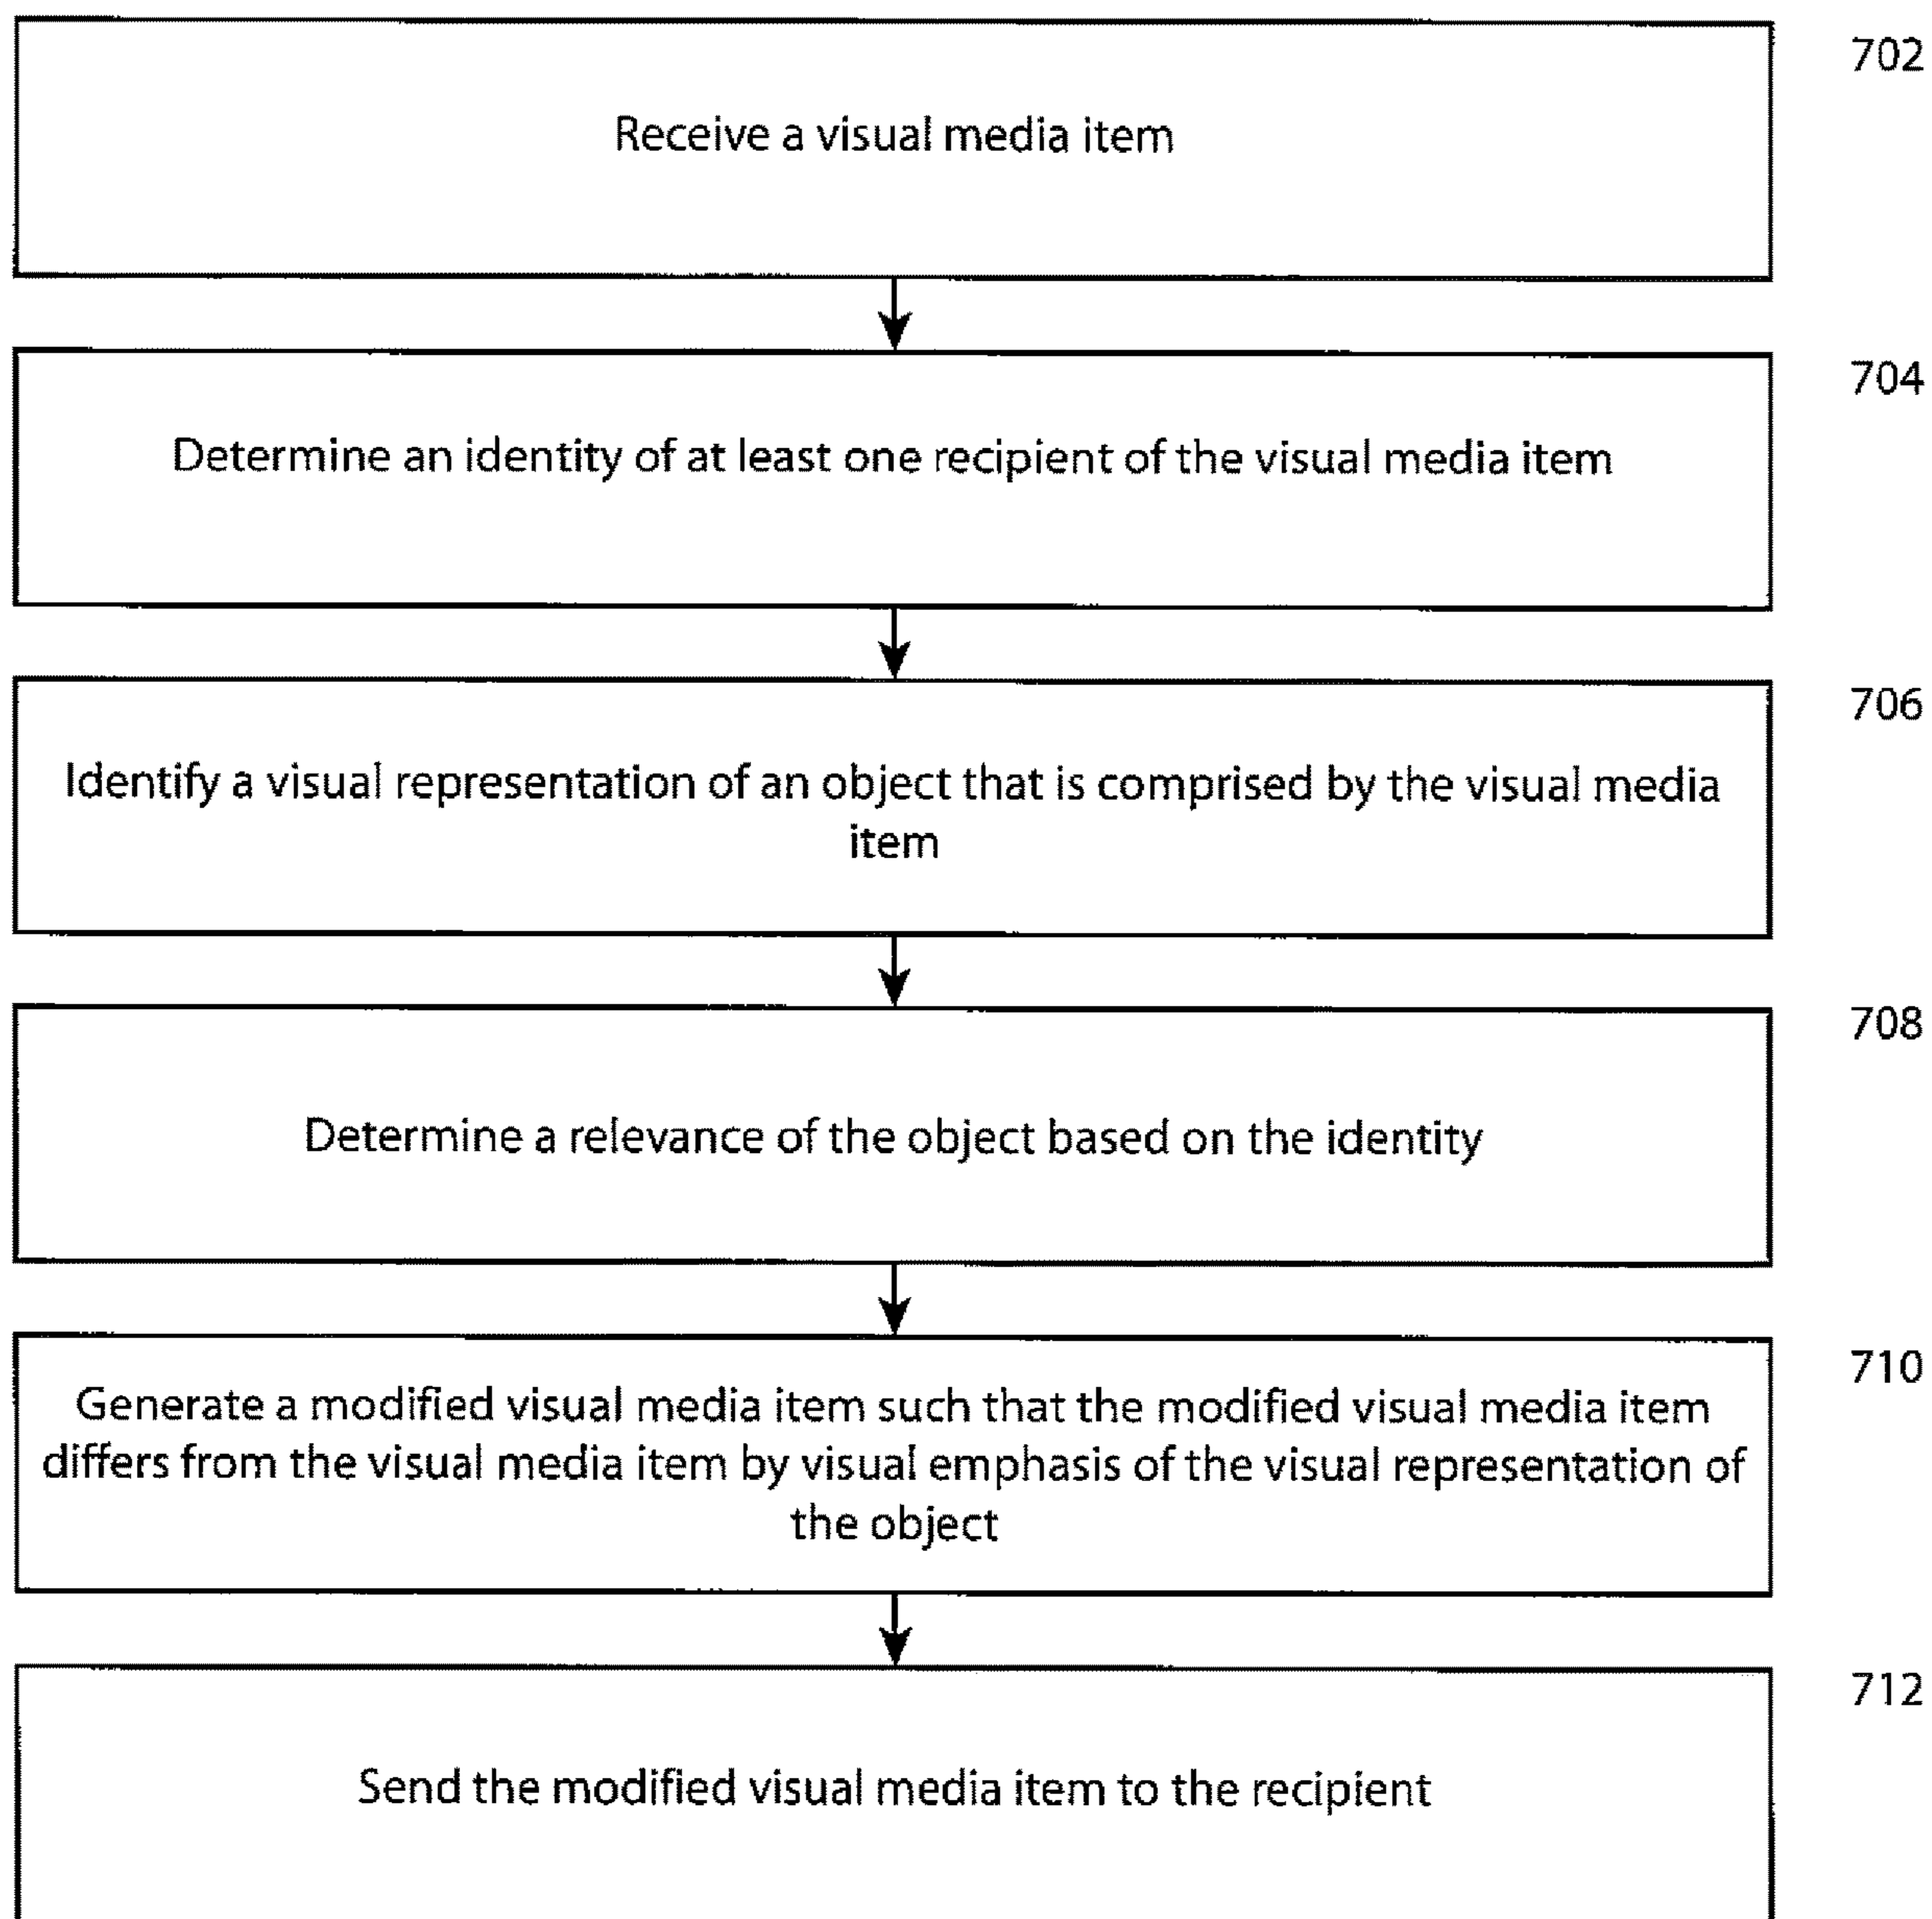 702
Receive a visual media item
704
Determine an identity of at least one recipient of the visual media item
706
Identify a visual representation of an object that is comprised by the visual media
item
708
Determine a relevance of the object based on the identity
710
Generate a modified visual media item such that the modified visual media item
differs from the visual media item by visual emphasis of the visual representation of
the object
712
Send the modified visual media item to the recipient